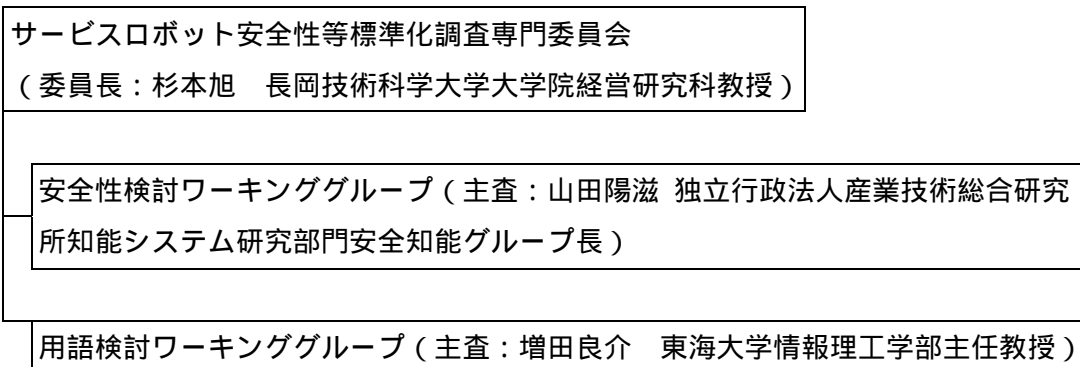 サービスロボット安全性等標準化調査専門委員会
（委員長：杉本旭　長岡技術科学大学大学院経営研究科教授）
安全性検討ワーキンググループ（主査：山田陽滋 独立行政法人産業技術総合研究
所知能システム研究部門安全知能グループ長）
用語検討ワーキンググループ（主査：増田良介　東海大学情報理工学部主任教授）